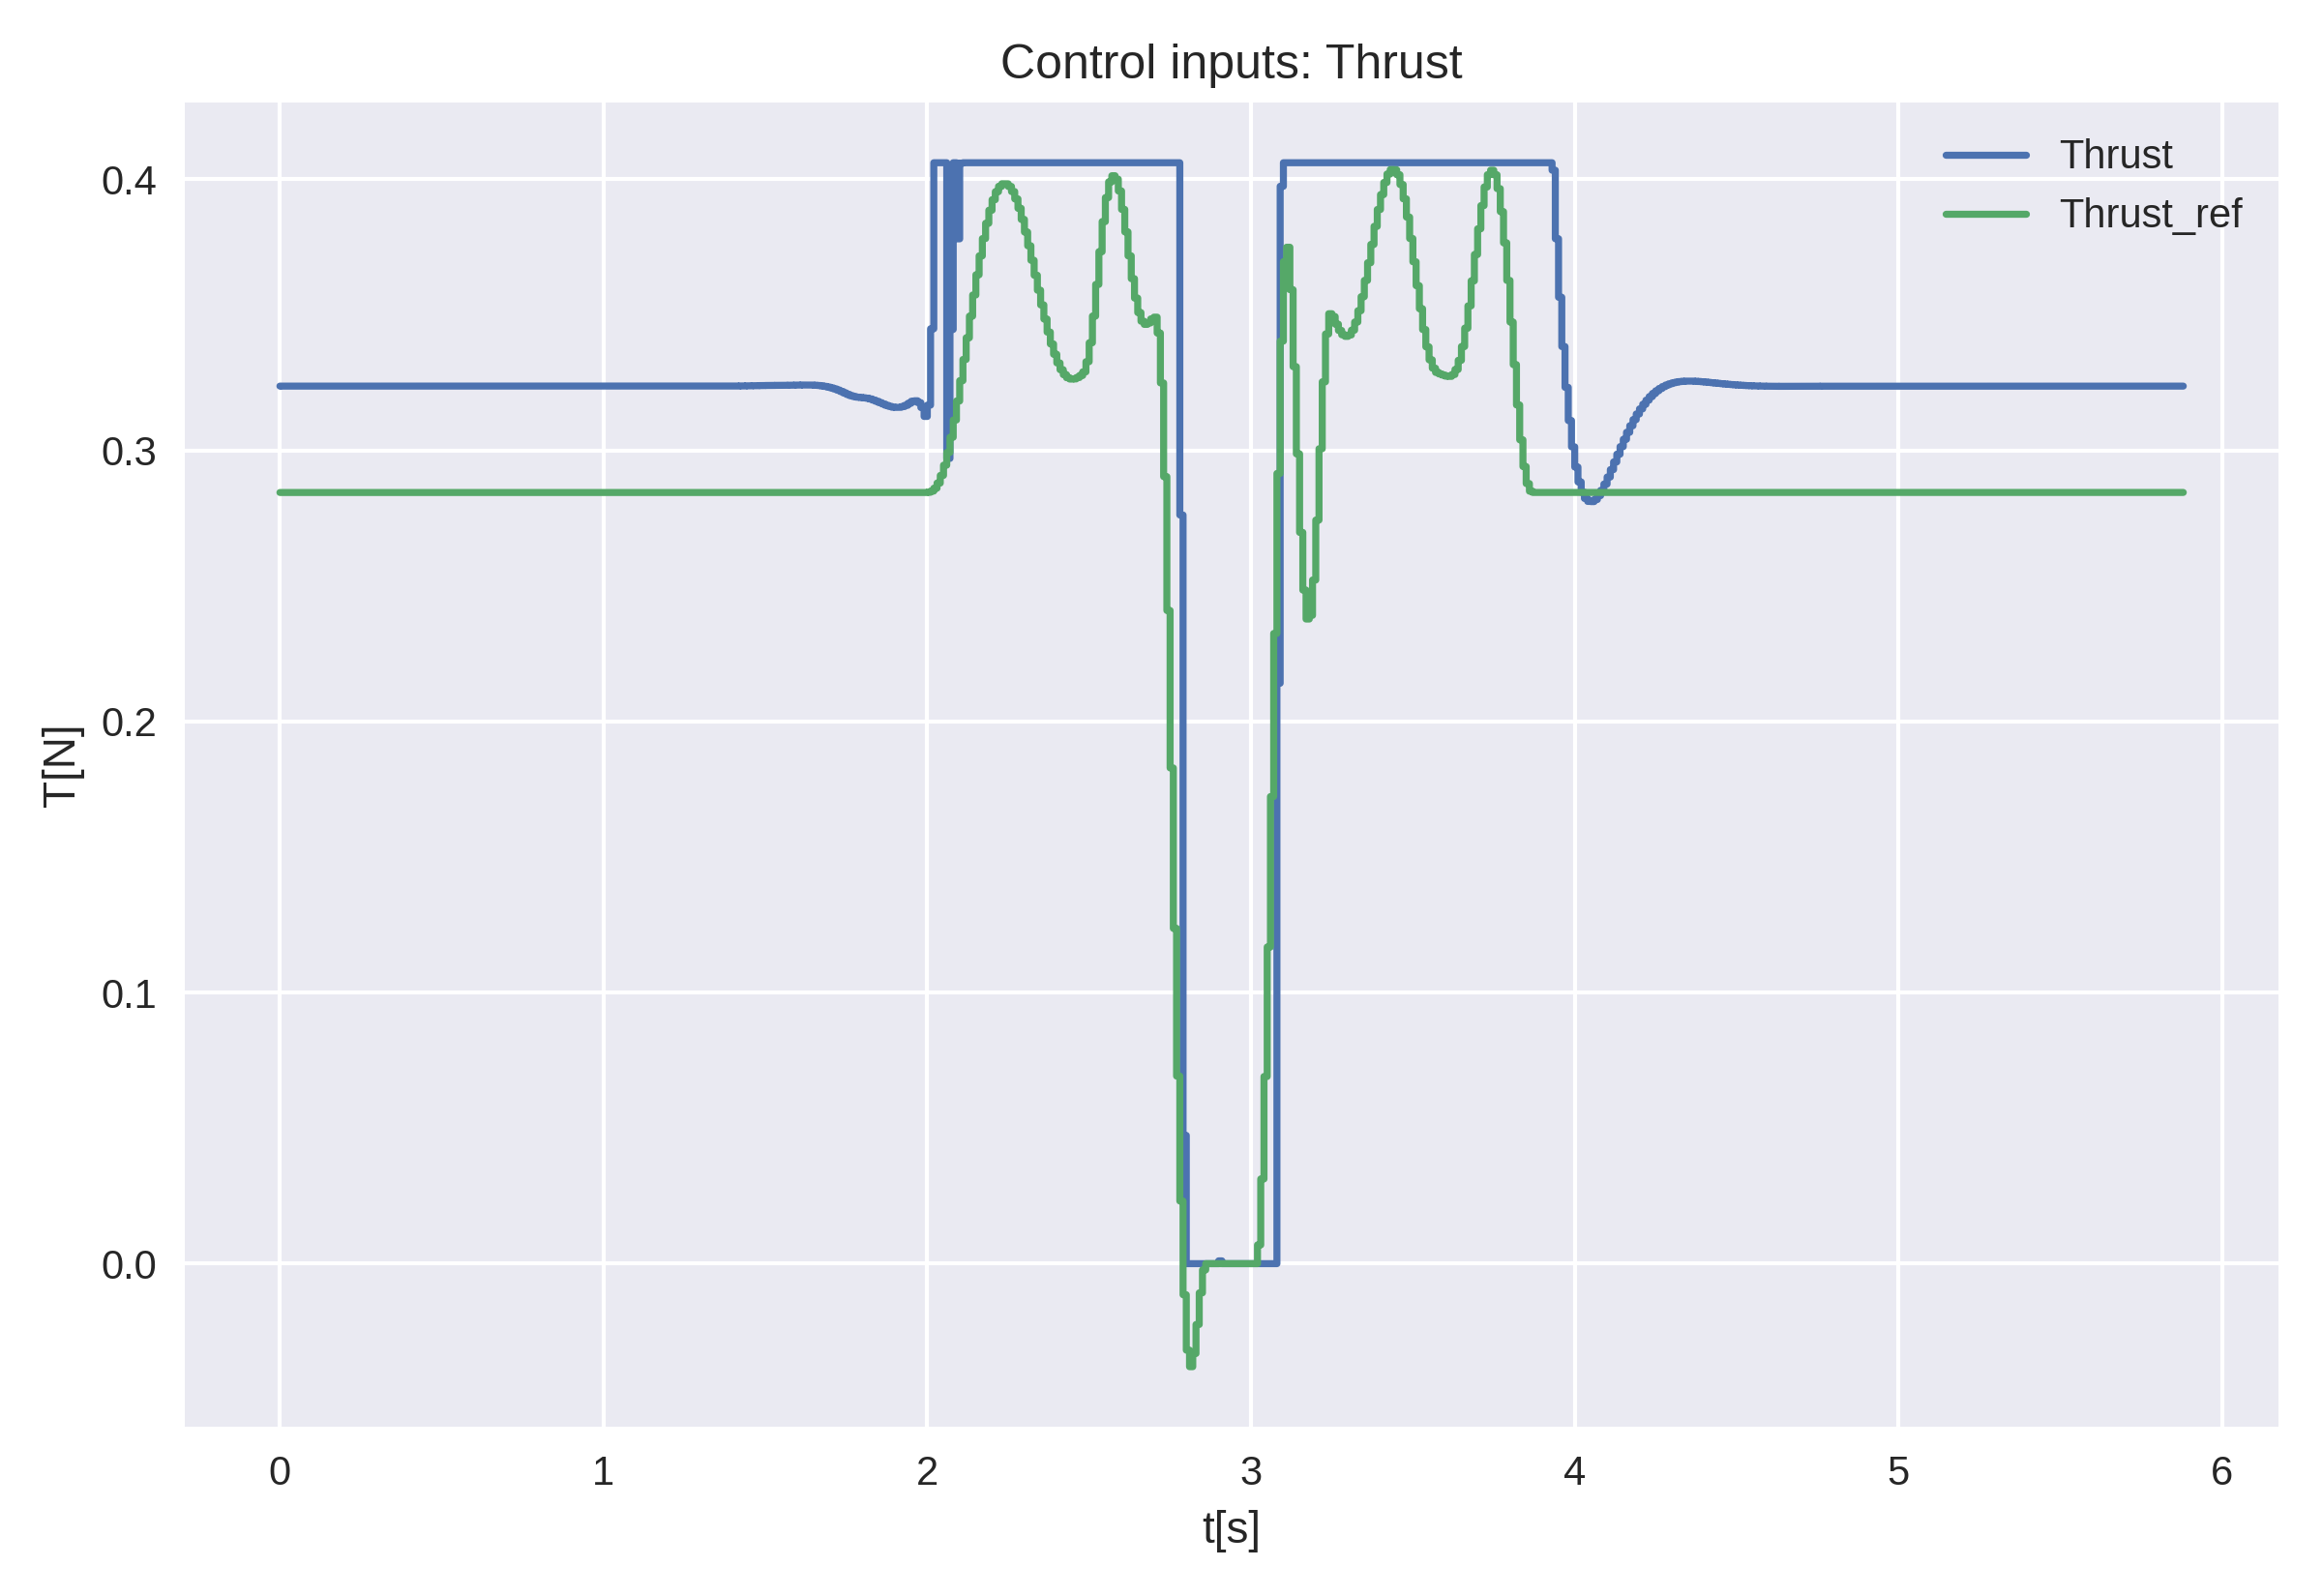 Control inputs: Thrust
Thrust
Thrust_ref
T[N]
0.4
0.3
0.2
0.1
0.0
0 1 2 3 4 5 6
t[s]